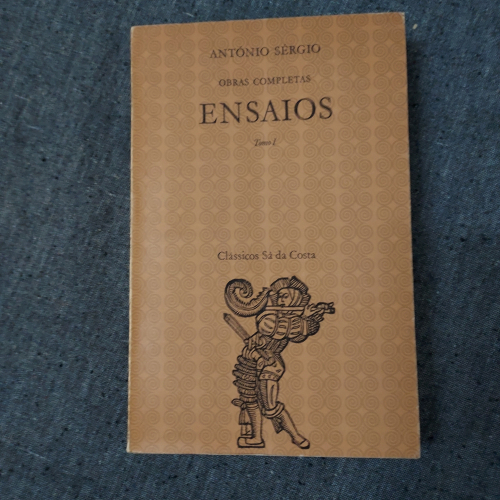 ANTÓNIO SÉRGIO
OBRAS COMPLETAS
ENSAIOS
Tomo I
Clássicos Sá da Costa